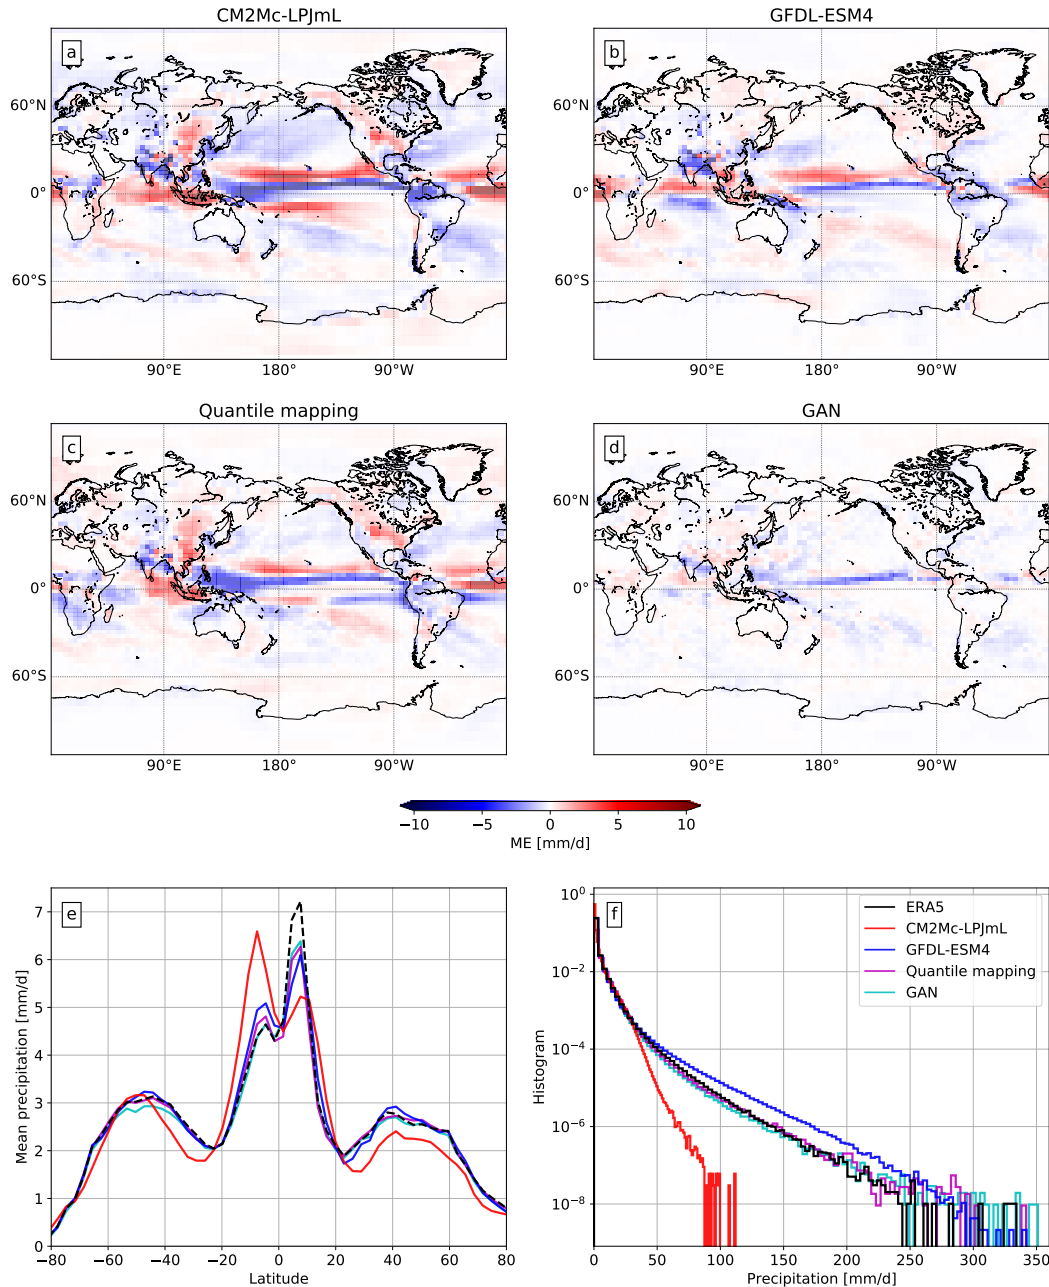 CM2Mc-LPJmL
GFDL-ESM4
a
b
60°N
0°
60°S
60°N
0°
60°S
90°E
180°
90°W
90°E
180°
90°W
Quantile mapping
GAN
c
d
60°N
0°
60°S
60°N
0°
60°S
90°E
180°
90°W
90°E
180°
90°W
−10
−5
0
5
10
ME [mm/d]
e
Mean precipitation [mm/d]
7
6
5
4
3
2
1
0
−80
−60
−40
−20
0
20
40
60
80
Latitude
f
Histogram
10⁰
10⁻²
10⁻⁴
10⁻⁶
10⁻⁸
ERA5
CM2Mc-LPJmL
GFDL-ESM4
Quantile mapping
GAN
0
50
100
150
200
250
300
350
Precipitation [mm/d]